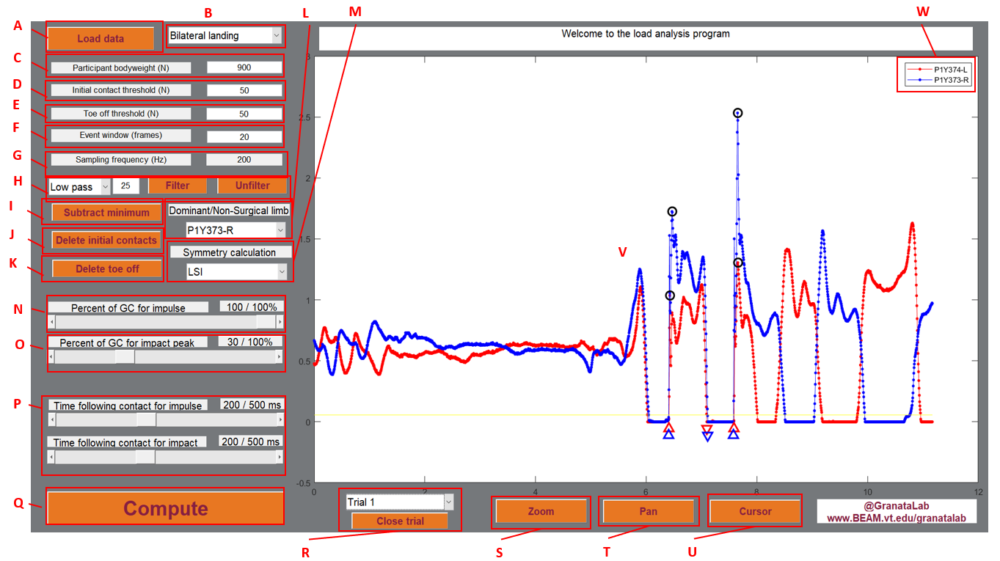 A
B
L
M
W
Load data
Bilateral landing
Welcome to the load analysis program
C
Participant bodyweight (N)
900
D
Initial contact threshold (N)
50
E
Toe off threshold (N)
50
F
Event window (frames)
20
G
Sampling frequency (Hz)
200
H
Low pass
25
Filter
Unfilter
I
Subtract minimum
Dominant/Non-Surgical limb
P1Y373-R
J
Delete initial contacts
Symmetry calculation
K
Delete toe off
LSI
N
Percent of GC for impulse
100 / 100%
O
Percent of GC for impact peak
30 / 100%
P
Time following contact for impulse
200 / 500 ms
Time following contact for impact
200 / 500 ms
Q
Compute
3
2.5
2
1.5
1
0.5
0
-0.5
0
2
4
6
8
10
12
P1Y374-L
P1Y373-R
V
Trial 1
Close trial
Zoom
Pan
Cursor
@GranataLab
www.BEAM.vt.edu/granatalab
R
S
T
U